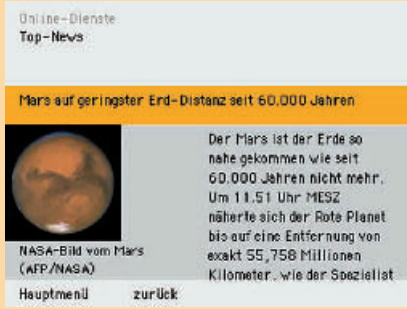 Online-Dienste
Top-News
Mars auf geringster Erd-Distanz seit 60.000 Jahren
Der Mars ist der Erde so
nahe gekommen wie seit
60.000 Jahren nicht mehr.
Um 11.51 Uhr MESZ
näherte sich der Rote Planet
bis auf eine Entfernung von
exakt 55,758 Millionen
Kilometer, wie der Spezialist
NASA-Bild vom Mars
(AFP/NASA)
Hauptmenü zurück